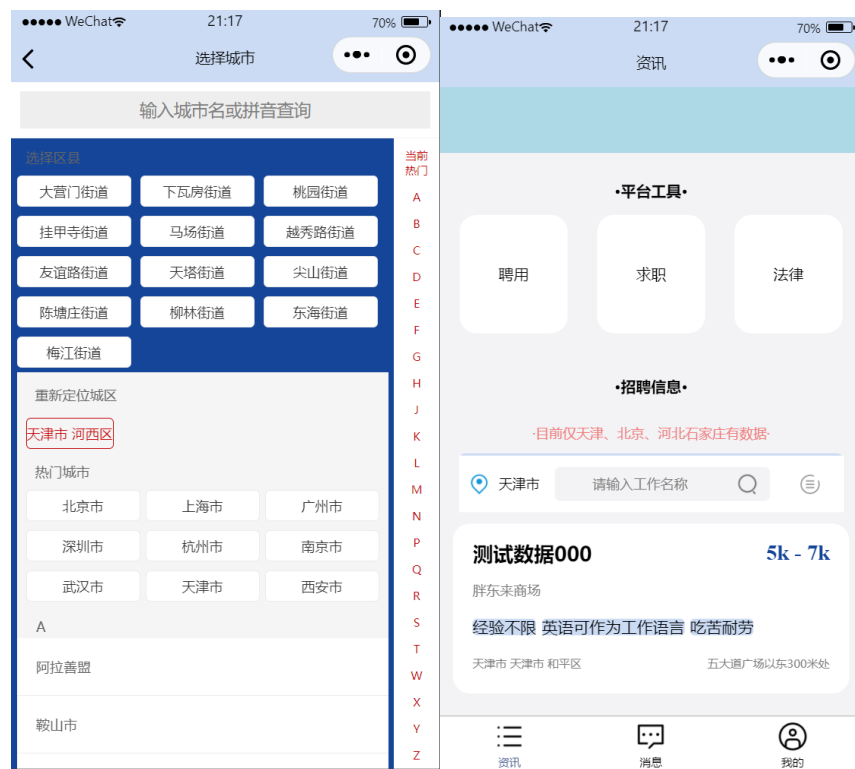 ●●●●● WeChat 21:17 70%
选择城市
输入城市名或拼音查询
选择区县
大营门街道 下瓦房街道 桃园街道
挂甲寺街道 马场街道 越秀路街道
友谊路街道 天塔街道 尖山街道
陈塘庄街道 柳林街道 东海街道
梅江街道
重新定位城区
天津市 河西区
热门城市
北京市 上海市 广州市
深圳市 杭州市 南京市
武汉市 天津市 西安市
A
阿拉善盟
鞍山市
当前
热门
A
B
C
D
E
F
G
H
J
K
L
M
N
P
Q
R
S
T
W
X
Y
Z
●●●●● WeChat 21:17 70%
资讯
·平台工具·
聘用 求职 法律
·招聘信息·
·目前仅天津、北京、河北石家庄有数据·
天津市 请输入工作名称
测试数据000 5k - 7k
胖东来商场
经验不限 英语可作为工作语言 吃苦耐劳
天津市 天津市 和平区 五大道广场以东300米处
资讯 消息 我的